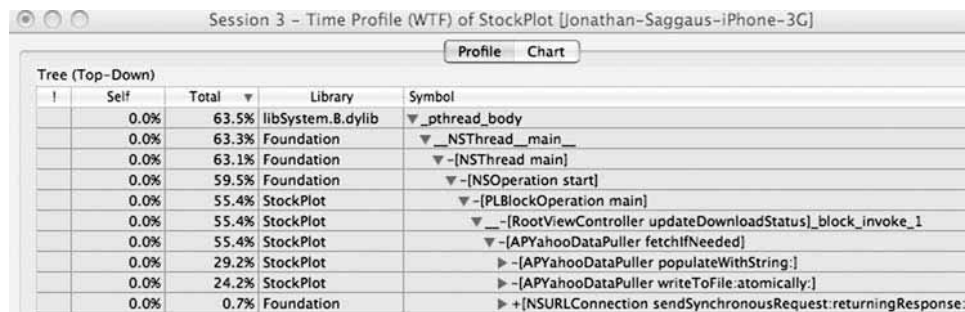 Session 3 – Time Profile (WTF) of StockPlot [Jonathan-Saggaus-iPhone-3G]
Profile Chart
Tree (Top-Down)
! Self Total ▼ Library Symbol
0.0% 63.5% libSystem.B.dylib ▼ _pthread_body
0.0% 63.3% Foundation ▼ __NSThread__main__
0.0% 63.1% Foundation ▼ -[NSThread main]
0.0% 59.5% Foundation ▼ -[NSOperation start]
0.0% 55.4% StockPlot ▼ -[PLBlockOperation main]
0.0% 55.4% StockPlot ▼ __-[RootViewController updateDownloadStatus]_block_invoke_1
0.0% 55.4% StockPlot ▼ -[APYahooDataPuller fetchIfNeeded]
0.0% 29.2% StockPlot ▶ -[APYahooDataPuller populateWithString:]
0.0% 24.2% StockPlot ▶ -[APYahooDataPuller writeToFile:atomically:]
0.0% 0.7% Foundation ▶ +[NSURLConnection sendSynchronousRequest:returningResponse: